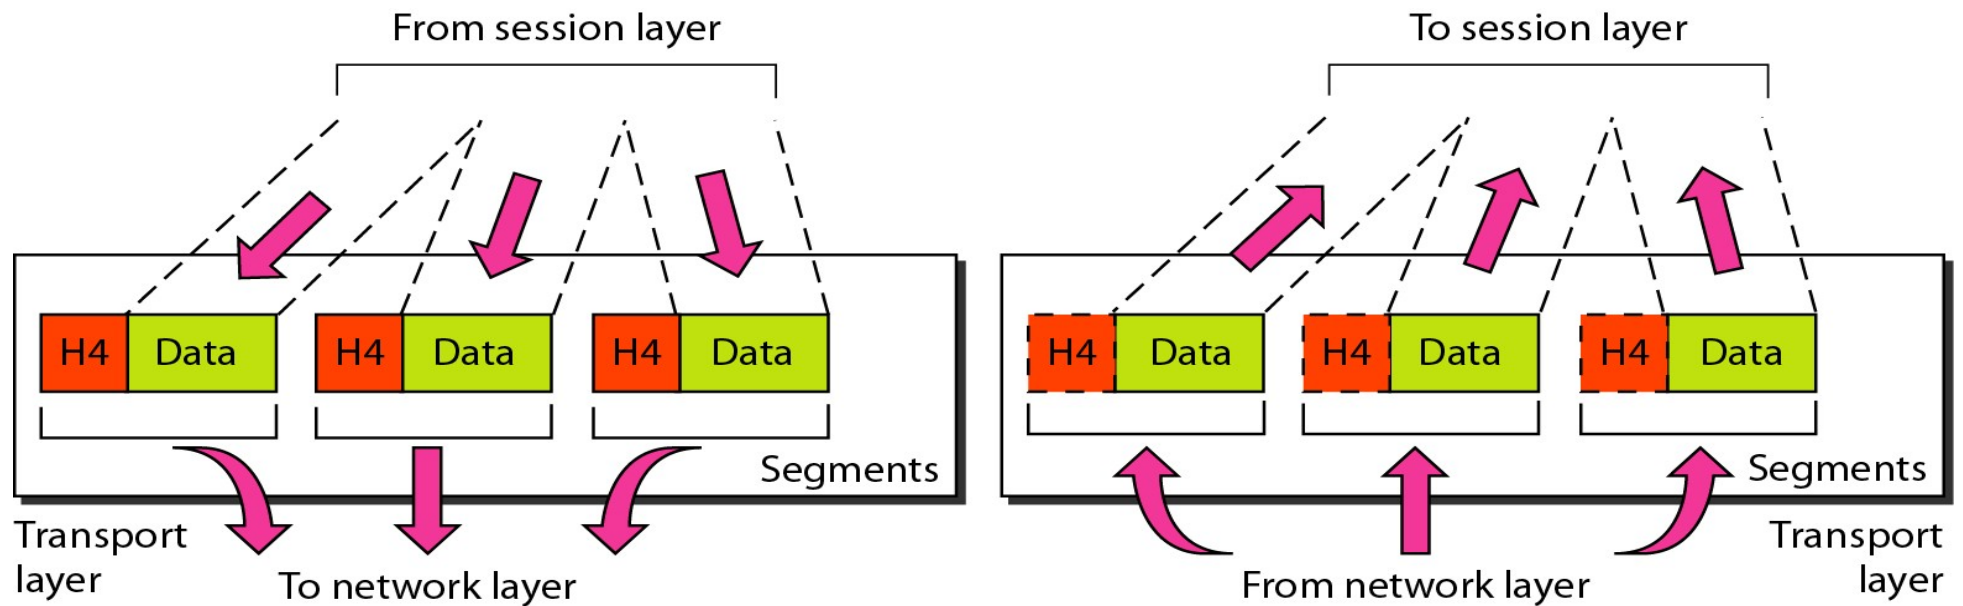 From session layer
H4 Data H4 Data H4 Data
Segments
Transport
layer
To network layer
To session layer
H4 Data H4 Data H4 Data
Segments
Transport
layer
From network layer